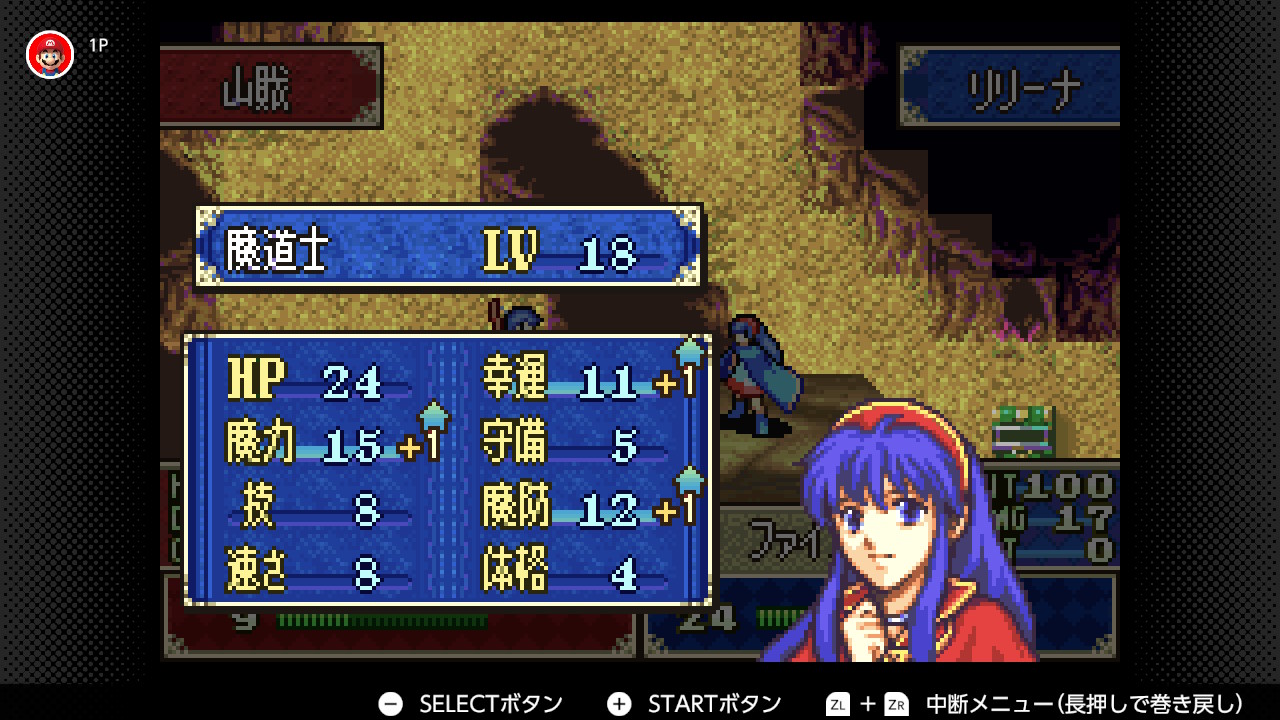 1P
山賊
リリーナ
魔道士 LV 18
HP 24 幸運 11 +1
魔力 15 +1 守備 5
技 8 魔防 12 +1
速さ 8 体格 4
100
17
ファイ
0
9
24
SELECTボタン STARTボタン ZL + ZR 中断メニュー(長押しで巻き戻し)